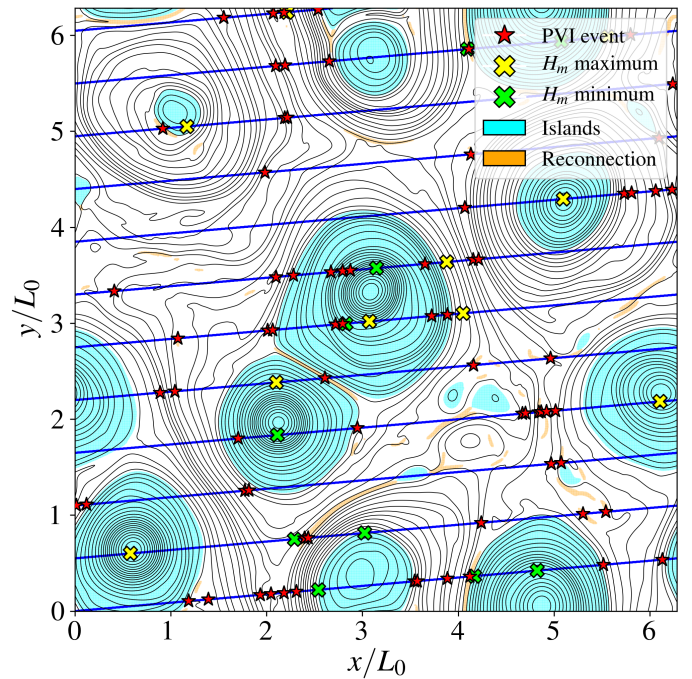 PVI event
H_m maximum
H_m minimum
Islands
Reconnection
y/L_0
6
5
4
3
2
1
0
0 1 2 3 4 5 6
x/L_0